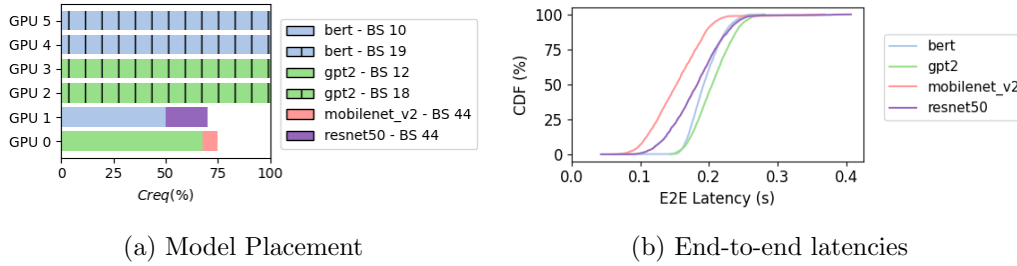 GPU 5
GPU 4
GPU 3
GPU 2
GPU 1
GPU 0
0 25 50 75 100
Creq(%)
bert - BS 10
bert - BS 19
gpt2 - BS 12
gpt2 - BS 18
mobilenet_v2 - BS 44
resnet50 - BS 44
(a) Model Placement
CDF (%)
100
75
50
25
0
0.0 0.1 0.2 0.3 0.4
E2E Latency (s)
bert
gpt2
mobilenet_v2
resnet50
(b) End-to-end latencies